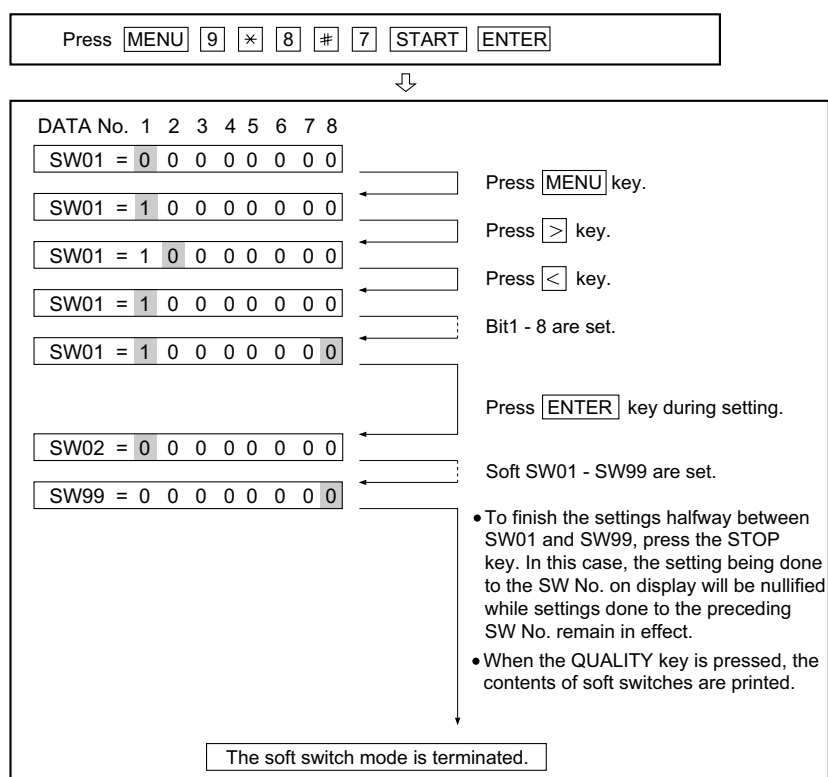 Press MENU 9 * 8 # 7 START ENTER
DATA No. 1 2 3 4 5 6 7 8
SW01 = 0 0 0 0 0 0 0 0
Press MENU key.
SW01 = 1 0 0 0 0 0 0 0
Press > key.
SW01 = 1 0 0 0 0 0 0 0
Press < key.
SW01 = 1 0 0 0 0 0 0 0
Bit1 - 8 are set.
SW01 = 1 0 0 0 0 0 0 0
Press ENTER key during setting.
SW02 = 0 0 0 0 0 0 0 0
Soft SW01 - SW99 are set.
SW99 = 0 0 0 0 0 0 0 0
• To finish the settings halfway between
SW01 and SW99, press the STOP
key. In this case, the setting being done
to the SW No. on display will be nullified
while settings done to the preceding
SW No. remain in effect.
• When the QUALITY key is pressed, the
contents of soft switches are printed.
The soft switch mode is terminated.